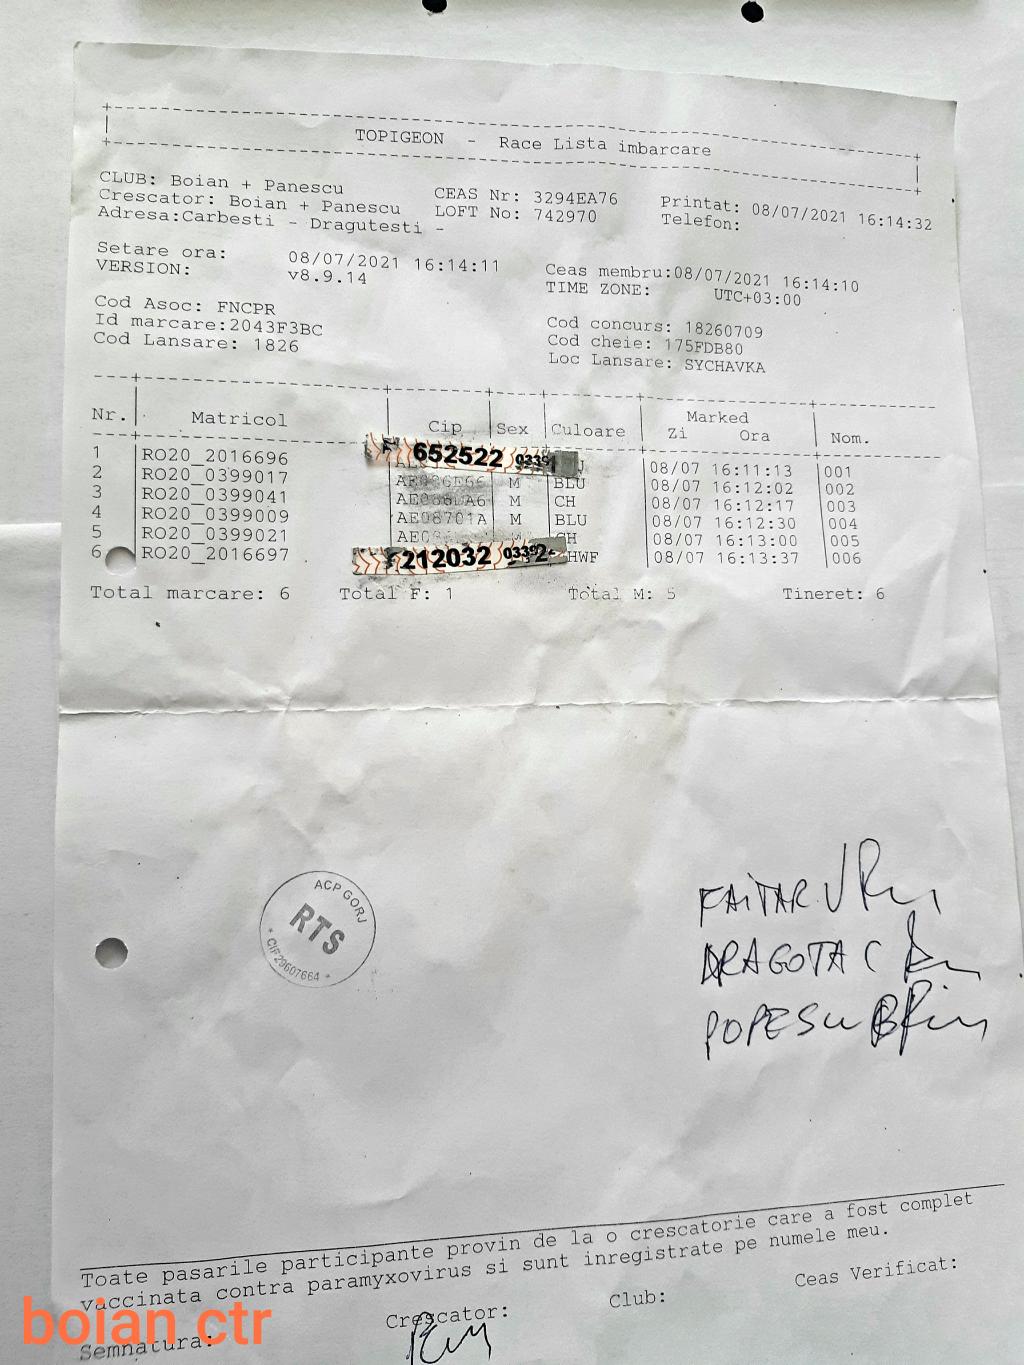 TOPIGEON - Race Lista imbarcare
CLUB: Boian + Panescu
Crescator: Boian + Panescu
Adresa:Carbesti - Dragutesti -
CEAS Nr: 3294EA76
LOFT No: 742970
Printat: 08/07/2021 16:14:32
Telefon:
Setare ora: 08/07/2021 16:14:11
VERSION: v8.9.14
Ceas membru:08/07/2021 16:14:10
TIME ZONE: UTC+03:00
Cod Asoc: FNCPR
Id marcare:2043F3BC
Cod Lansare: 1826
Cod concurs: 18260709
Cod cheie: 175FDB80
Loc Lansare: SYCHAVKA
Nr. Matricol Cip Sex Culoare Marked Zi Ora Nom.
1 RO20_2016696 652522 08/07 16:11:13 001
2 RO20_0399017 M BLU 08/07 16:12:02 002
3 RO20_0399041 M CH 08/07 16:12:17 003
4 RO20_0399009 AE08701A M BLU 08/07 16:12:30 004
5 RO20_0399021 CH 08/07 16:13:00 005
6 RO20_2016697 212032 08/07 16:13:37 006
Total marcare: 6 Total F: 1 Total M: 5 Tineret: 6
ACP GORJ
RTS
* CIF29607664 *
FAITAR V
DRAGOTA C
POPESCU B
Toate pasarile participante provin de la o crescatorie care a fost complet
vaccinata contra paramyxovirus si sunt inregistrate pe numele meu.
Semnatura: Crescator: Club: Ceas Verificat:
boian ctr